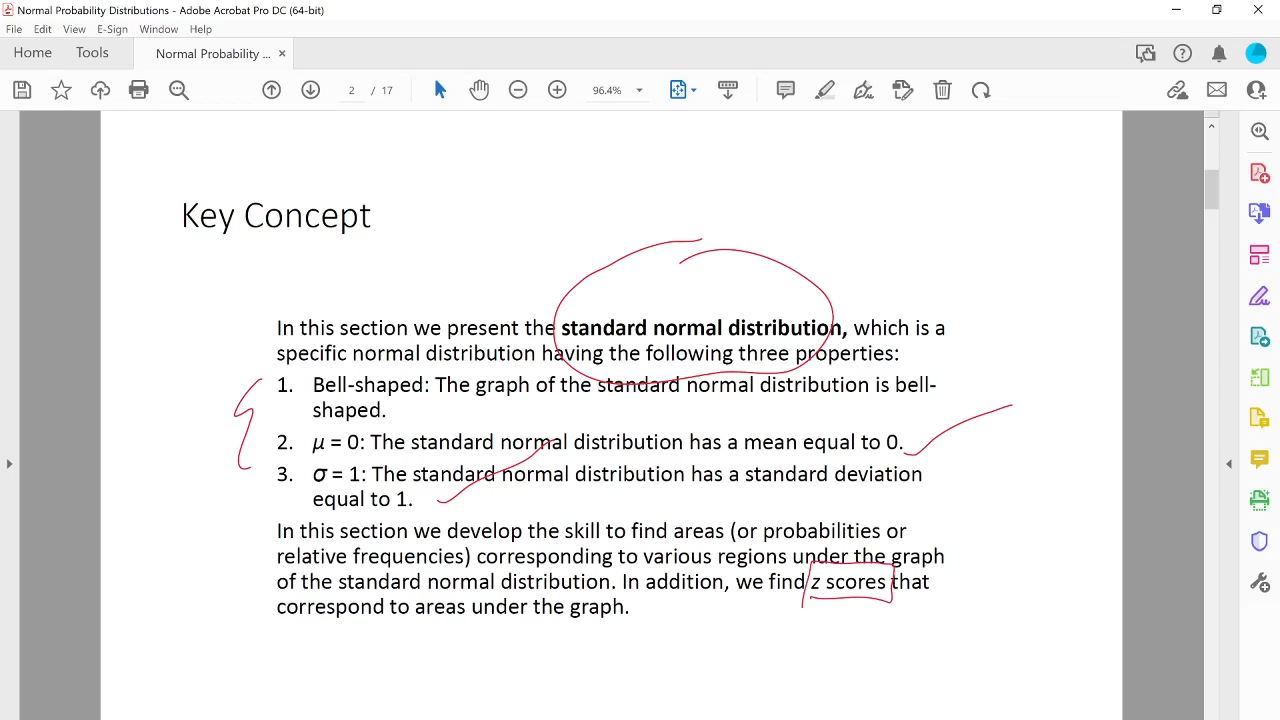 Normal Probability Distributions - Adobe Acrobat Pro DC (64-bit)
File Edit View E-Sign Window Help
Home Tools Normal Probability ... ×
2 / 17 96.4%
Key Concept
In this section we present the standard normal distribution, which is a
specific normal distribution having the following three properties:
1. Bell-shaped: The graph of the standard normal distribution is bell-
shaped.
2. μ = 0: The standard normal distribution has a mean equal to 0.
3. σ = 1: The standard normal distribution has a standard deviation
equal to 1.
In this section we develop the skill to find areas (or probabilities or
relative frequencies) corresponding to various regions under the graph
of the standard normal distribution. In addition, we find z scores that
correspond to areas under the graph.